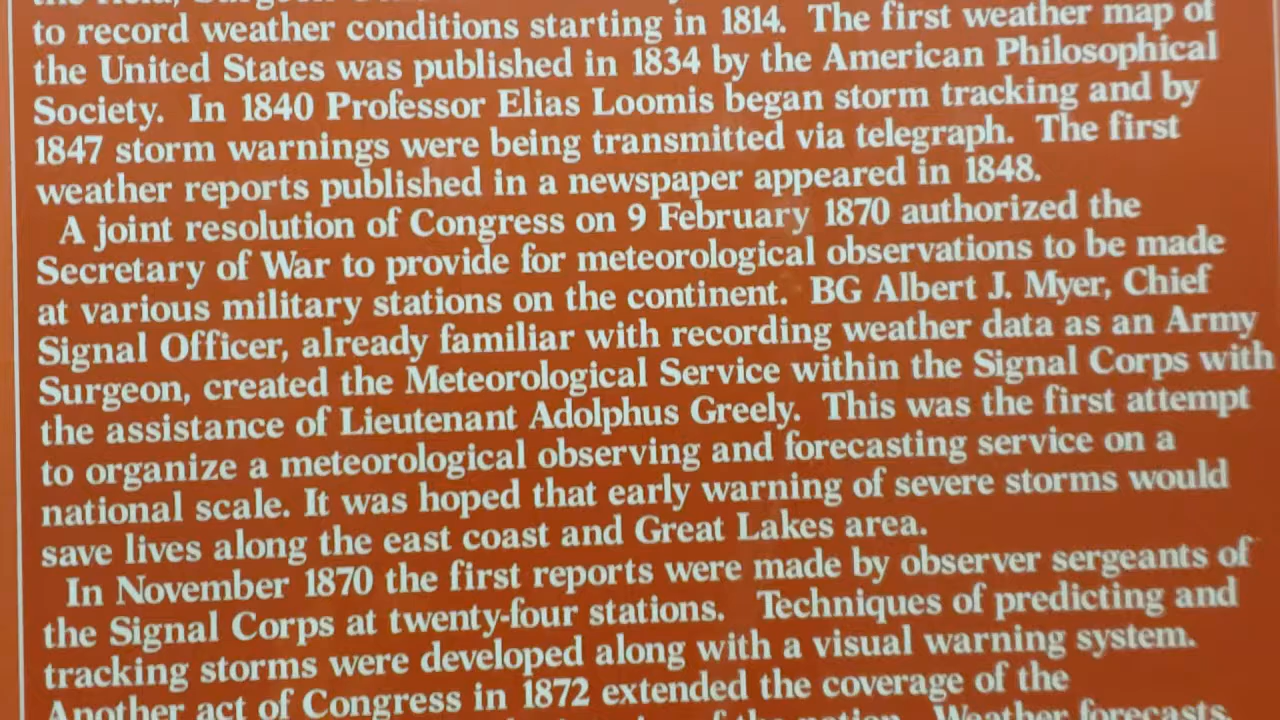 to record weather conditions starting in 1814. The first weather map of
the United States was published in 1834 by the American Philosophical
Society. In 1840 Professor Elias Loomis began storm tracking and by
1847 storm warnings were being transmitted via telegraph. The first
weather reports published in a newspaper appeared in 1848.
A joint resolution of Congress on 9 February 1870 authorized the
Secretary of War to provide for meteorological observations to be made
at various military stations on the continent. BG Albert J. Myer, Chief
Signal Officer, already familiar with recording weather data as an Army
Surgeon, created the Meteorological Service within the Signal Corps with
the assistance of Lieutenant Adolphus Greely. This was the first attempt
to organize a meteorological observing and forecasting service on a
national scale. It was hoped that early warning of severe storms would
save lives along the east coast and Great Lakes area.
In November 1870 the first reports were made by observer sergeants of
the Signal Corps at twenty-four stations. Techniques of predicting and
tracking storms were developed along with a visual warning system.
Another act of Congress in 1872 extended the coverage of the
of the nation. Weather forecasts